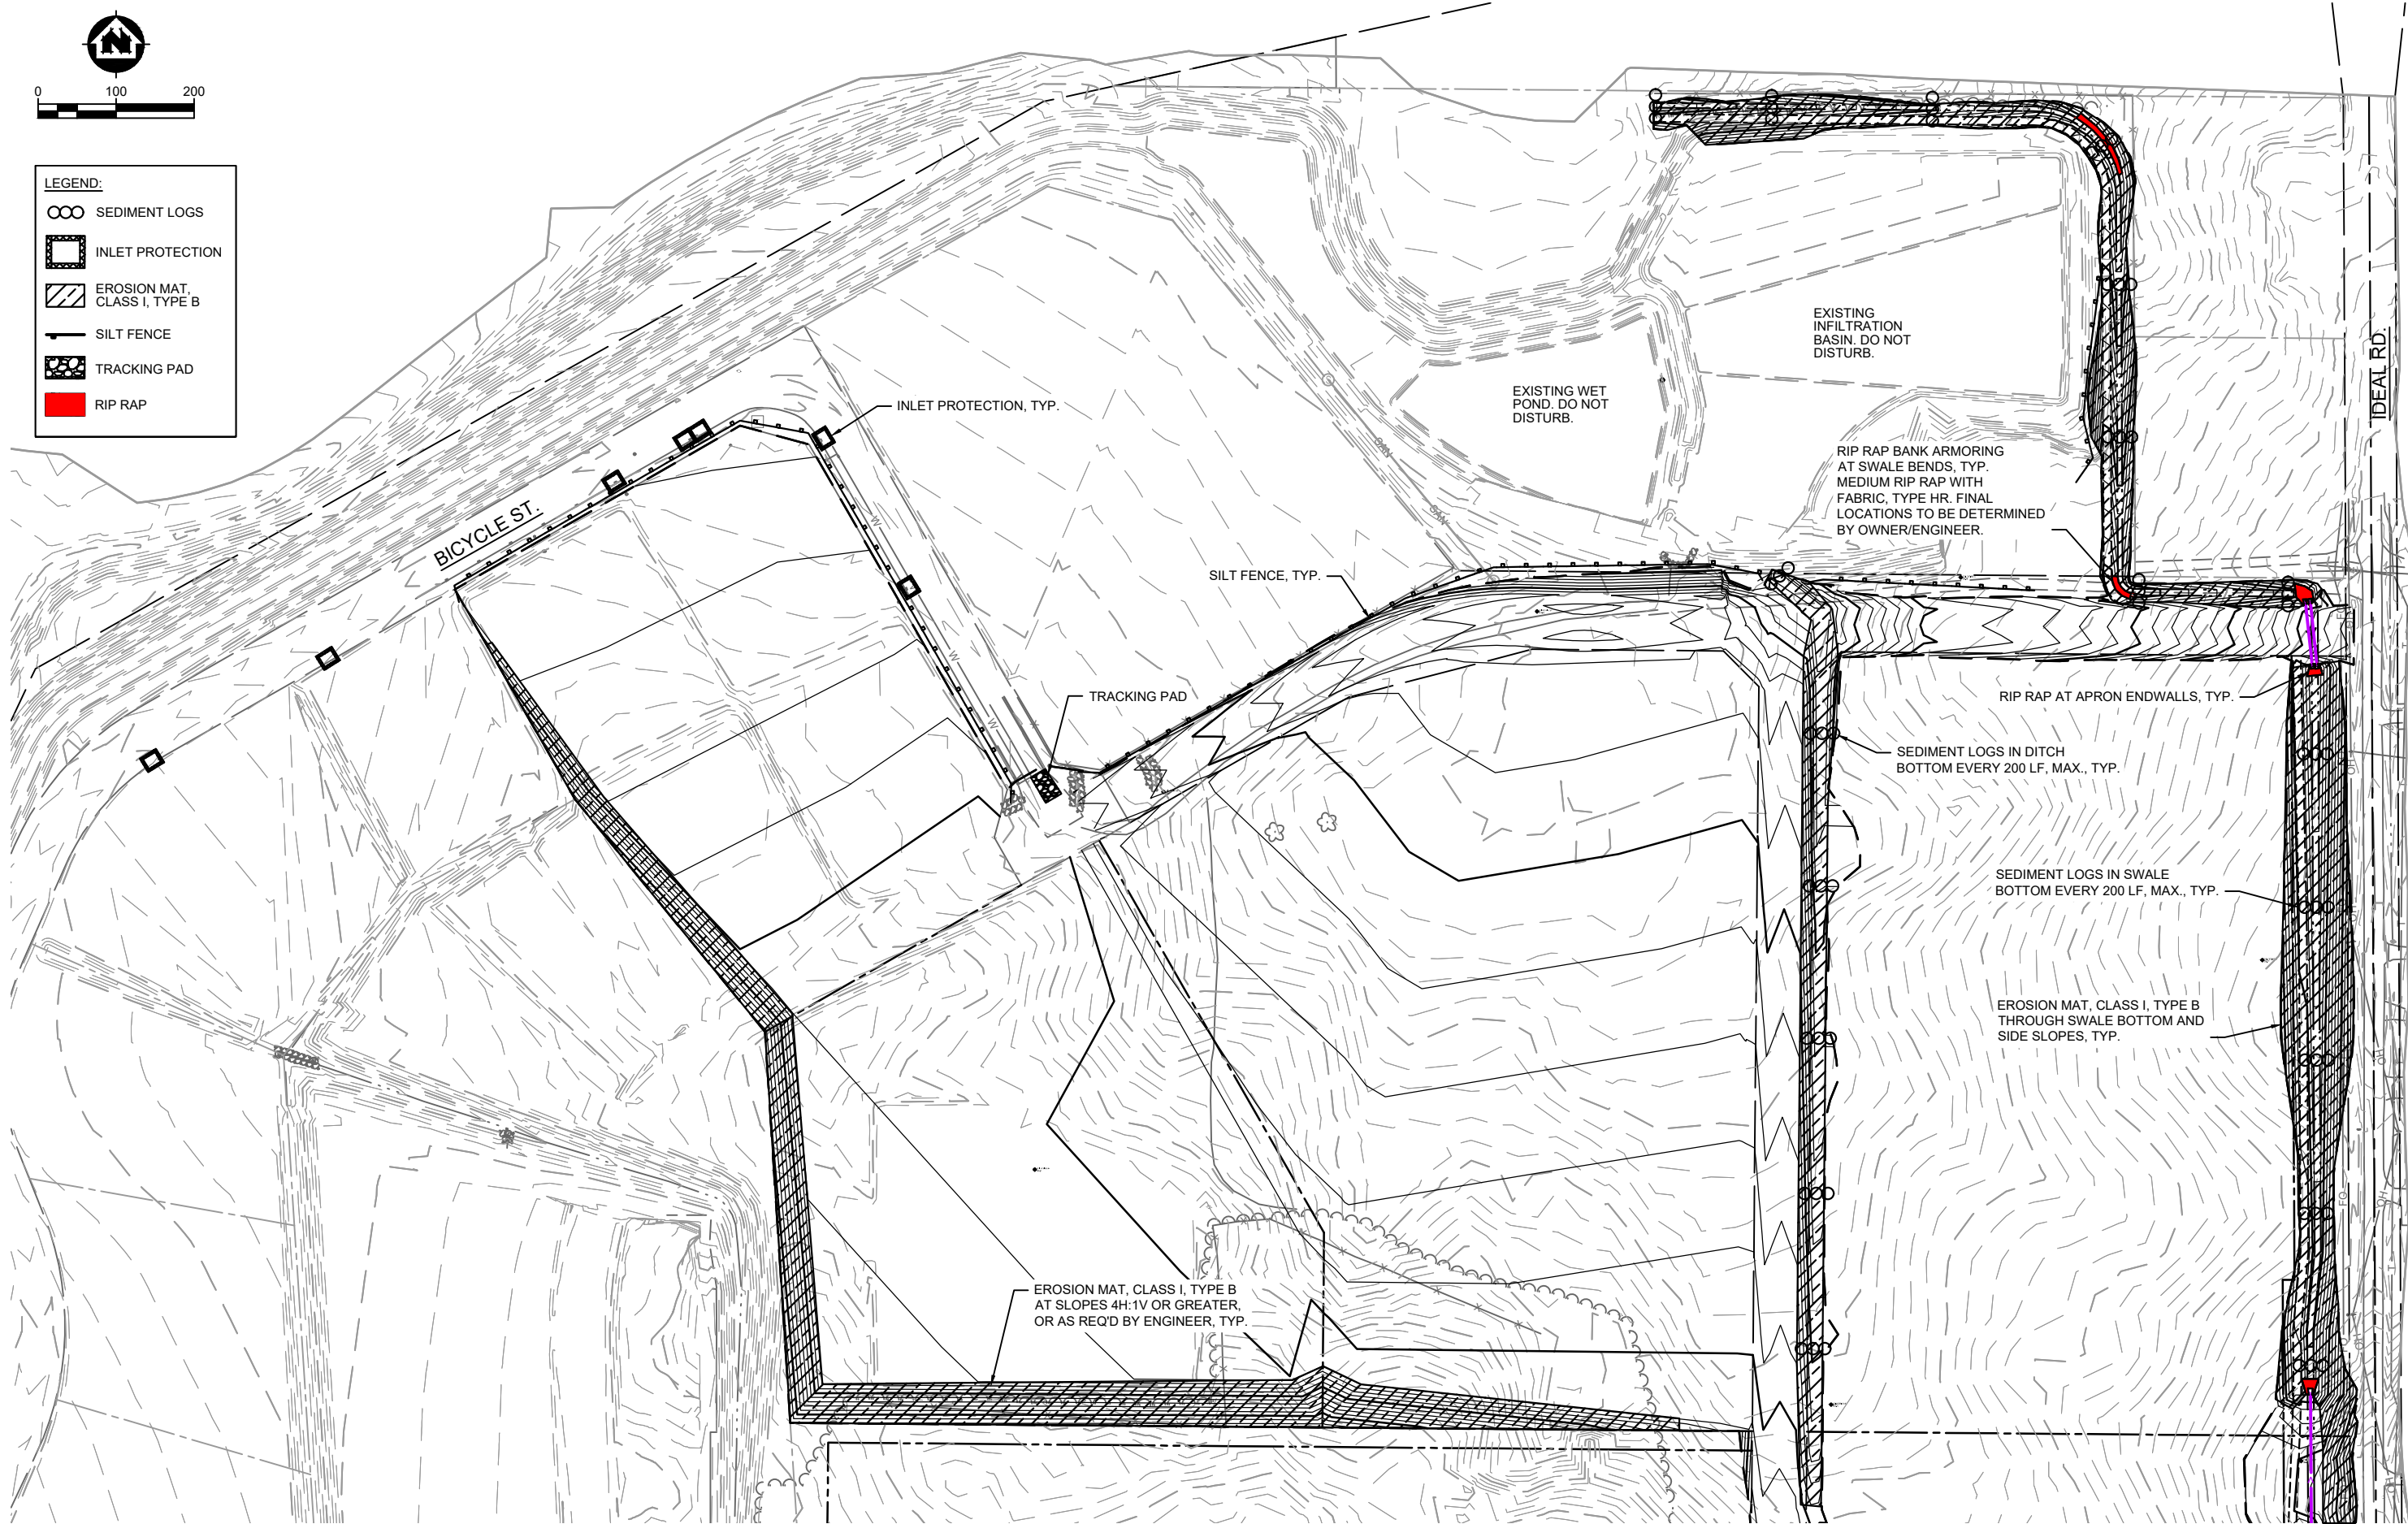 N
0 100 200
LEGEND:
SEDIMENT LOGS
INLET PROTECTION
EROSION MAT,
CLASS I, TYPE B
SILT FENCE
TRACKING PAD
RIP RAP
INLET PROTECTION, TYP.
BICYCLE ST.
TRACKING PAD
SILT FENCE, TYP.
EXISTING WET
POND. DO NOT
DISTURB.
EXISTING
INFILTRATION
BASIN. DO NOT
DISTURB.
RIP RAP BANK ARMORING
AT SWALE BENDS, TYP.
MEDIUM RIP RAP WITH
FABRIC, TYPE HR. FINAL
LOCATIONS TO BE DETERMINED
BY OWNER/ENGINEER.
IDEAL RD.
RIP RAP AT APRON ENDWALLS, TYP.
SEDIMENT LOGS IN DITCH
BOTTOM EVERY 200 LF, MAX., TYP.
SEDIMENT LOGS IN SWALE
BOTTOM EVERY 200 LF, MAX., TYP.
EROSION MAT, CLASS I, TYPE B
THROUGH SWALE BOTTOM AND
SIDE SLOPES, TYP.
EROSION MAT, CLASS I, TYPE B
AT SLOPES 4H:1V OR GREATER,
OR AS REQ'D BY ENGINEER, TYP.
SAN
SAN
W
W
W
W
S
OH
OH
FO